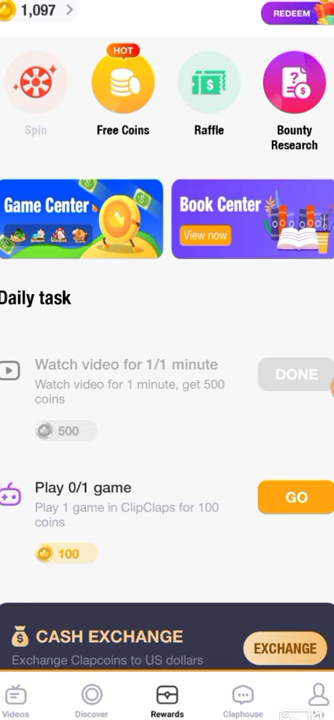 1,097 >
REDEEM
HOT
Spin
Free Coins
Raffle
Bounty
Research
Game Center
Book Center
View now
Daily task
Watch video for 1/1 minute
Watch video for 1 minute, get 500
coins
DONE
500
Play 0/1 game
Play 1 game in ClipClaps for 100
coins
GO
100
CASH EXCHANGE
Exchange Clapcoins to US dollars
EXCHANGE
Videos
Discover
Rewards
Claphouse